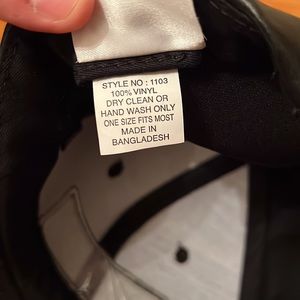 STYLE NO : 1103
100% VINYL
DRY CLEAN OR
HAND WASH ONLY
ONE SIZE FITS MOST
MADE IN
BANGLADESH